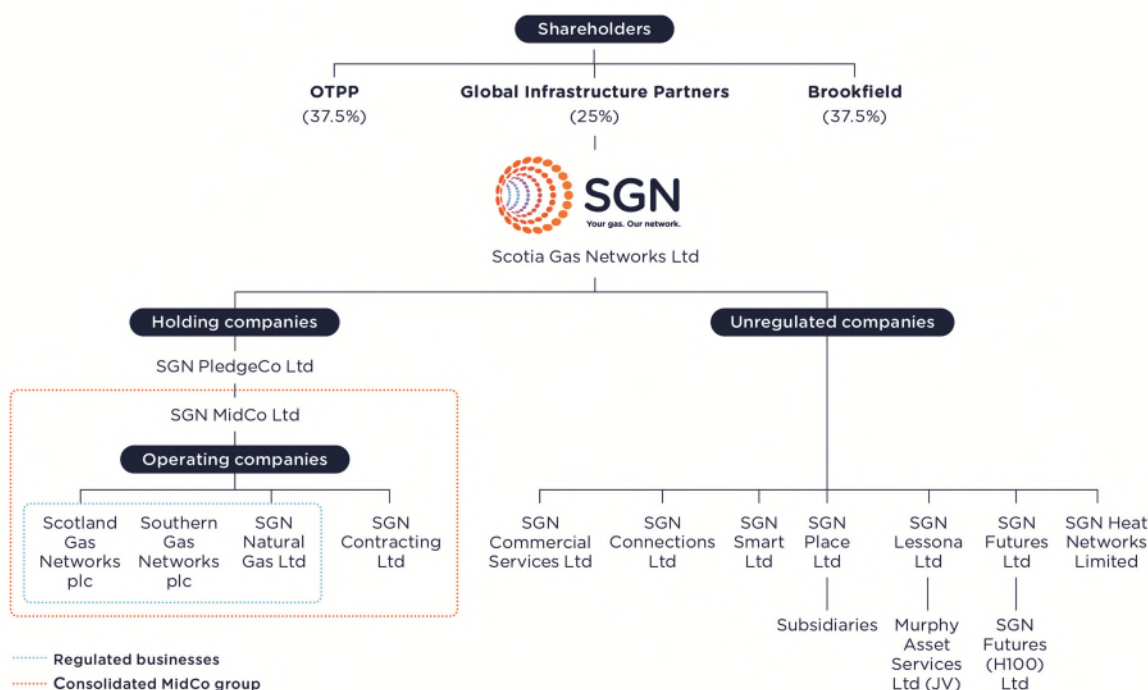 Shareholders
OTPP
(37.5%)
Global Infrastructure Partners
(25%)
Brookfield
(37.5%)
SGN
Your gas. Our network.
Scotia Gas Networks Ltd
Holding companies
Unregulated companies
SGN PledgeCo Ltd
SGN MidCo Ltd
Operating companies
Scotland
Gas
Networks
plc
Southern
Gas
Networks
plc
SGN
Natural
Gas Ltd
SGN
Contracting
Ltd
SGN
Commercial
Services Ltd
SGN
Connections
Ltd
SGN
Smart
Ltd
SGN
Place
Ltd
SGN
Lessona
Ltd
SGN
Futures
Ltd
SGN Heat
Networks
Limited
Subsidiaries
Murphy
Asset
Services
Ltd (JV)
SGN
Futures
(H100)
Ltd
Regulated businesses
Consolidated MidCo group